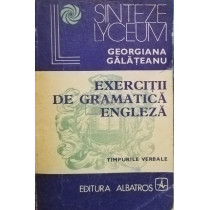 SINTEZE
LYCEUM
GEORGIANA
GĂLĂȚEANU
EXERCIȚII
DE GRAMATICĂ
ENGLEZĂ
TIMPURILE VERBALE
EDITURA ALBATROS